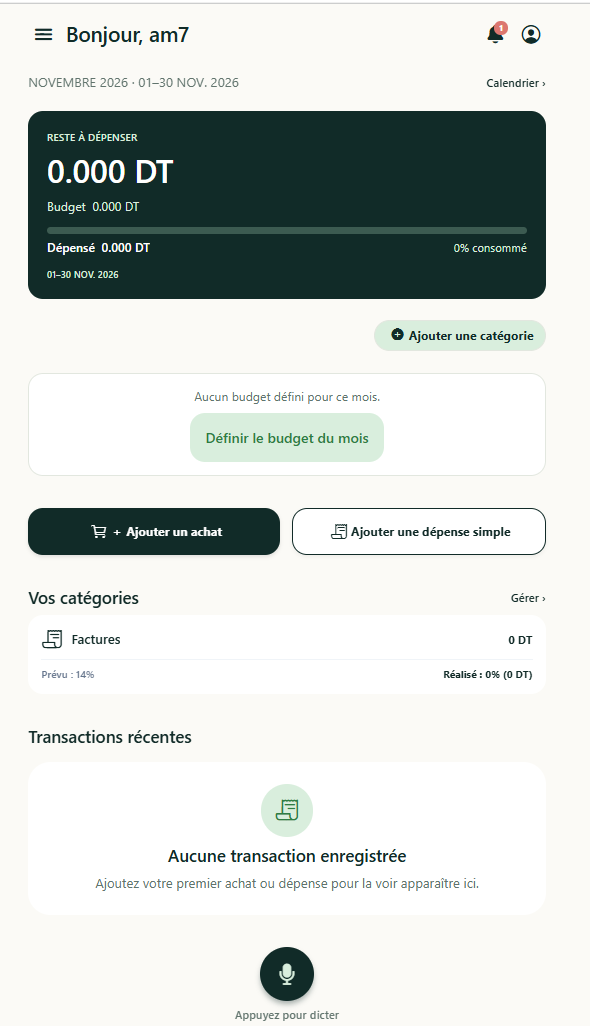 Bonjour, am7
1
NOVEMBRE 2026 · 01–30 NOV. 2026
Calendrier ›
RESTE À DÉPENSER
0.000 DT
Budget 0.000 DT
Dépensé 0.000 DT
0% consommé
01–30 NOV. 2026
Ajouter une catégorie
Aucun budget défini pour ce mois.
Définir le budget du mois
+ Ajouter un achat
Ajouter une dépense simple
Vos catégories
Gérer ›
Factures
0 DT
Prévu : 14%
Réalisé : 0% (0 DT)
Transactions récentes
Aucune transaction enregistrée
Ajoutez votre premier achat ou dépense pour la voir apparaître ici.
Appuyez pour dicter